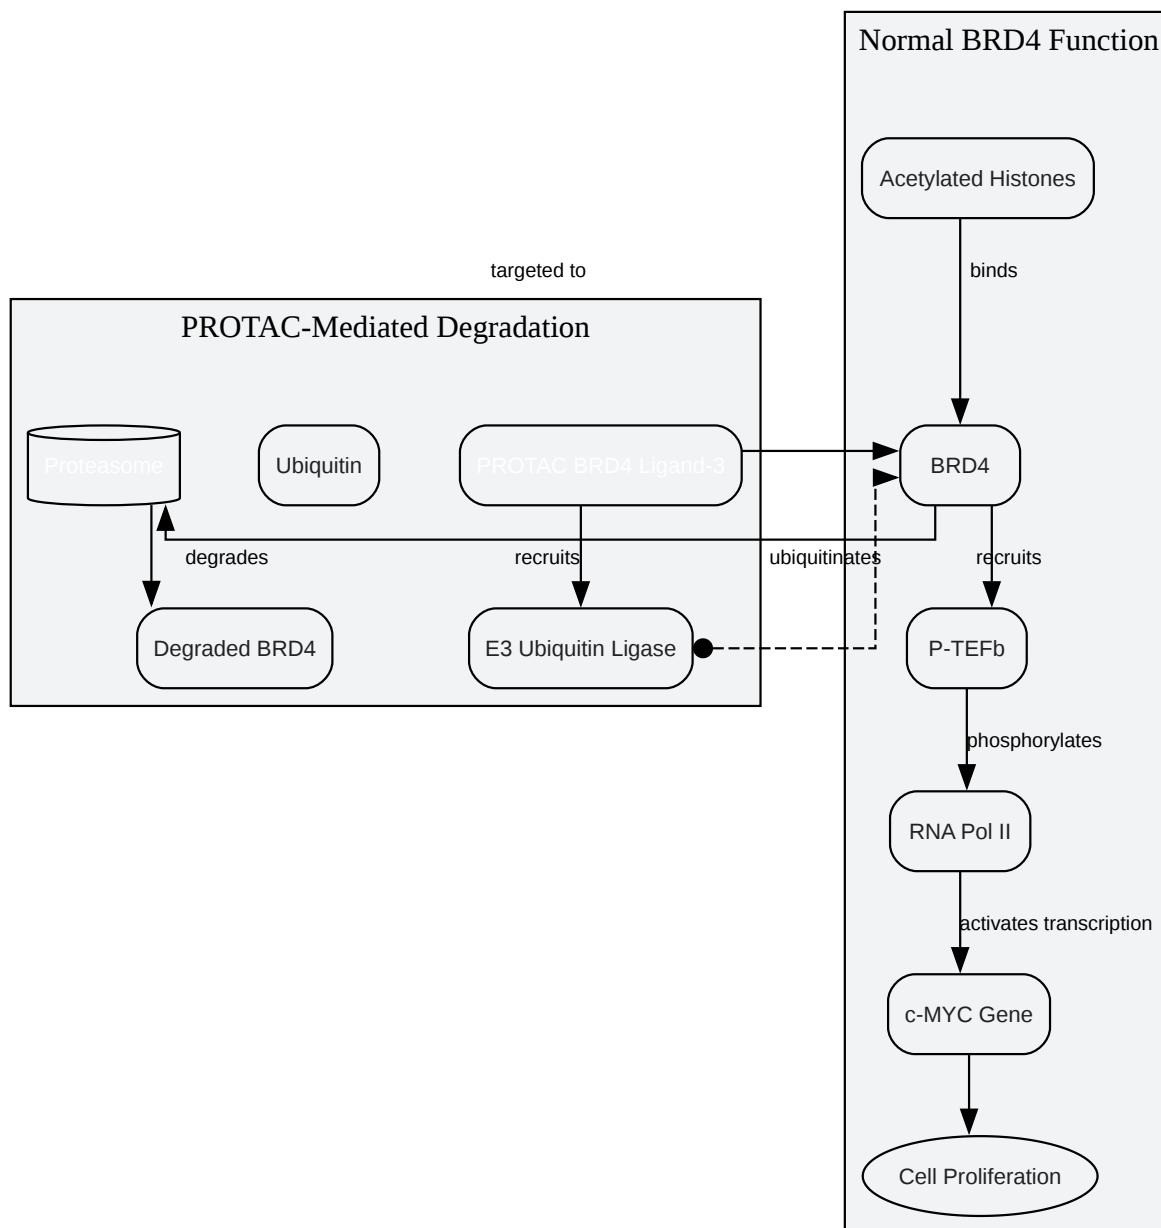 Normal BRD4 Function
Acetylated Histones
targeted to
binds
PROTAC-Mediated Degradation
Proteasome
Ubiquitin
PROTAC BRD4 Ligand-3
BRD4
degrades
recruits
ubiquitinates
recruits
Degraded BRD4
E3 Ubiquitin Ligase
P-TEFb
phosphorylates
RNA Pol II
activates transcription
c-MYC Gene
Cell Proliferation